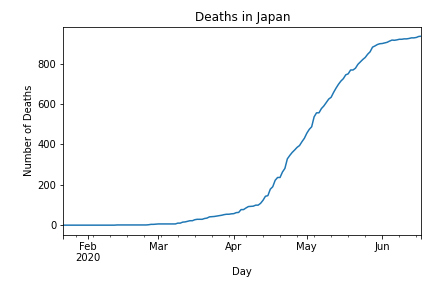 Deaths in Japan
Number of Deaths
800
600
400
200
0
Feb
2020
Mar
Apr
May
Jun
Day